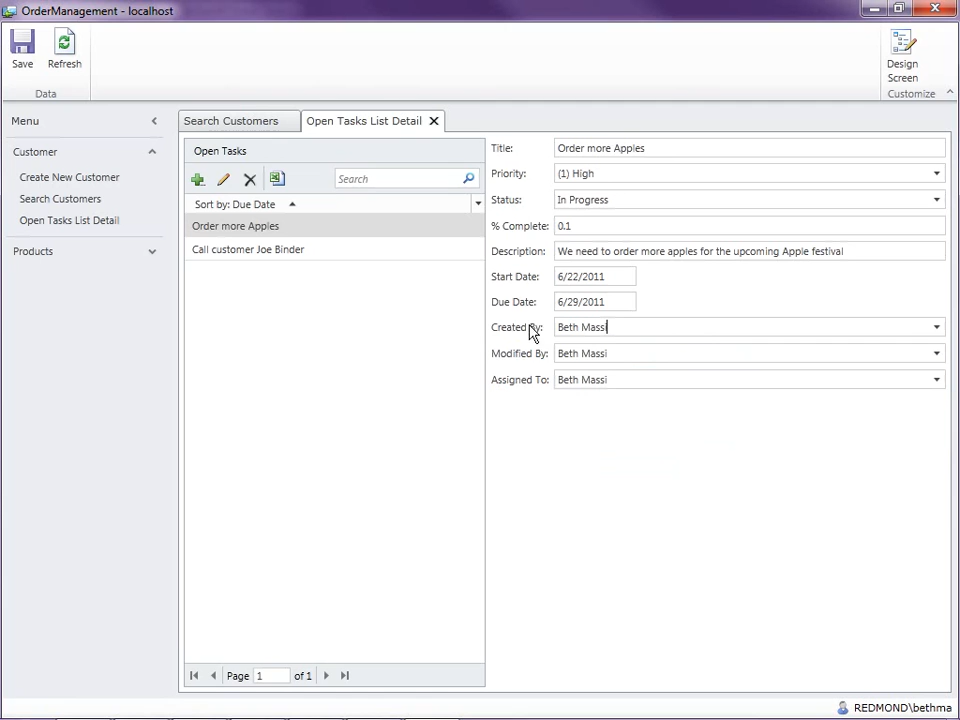 OrderManagement - localhost
Save
Refresh
Design
Screen
Data
Customize
Menu
Search Customers
Open Tasks List Detail
Customer
Create New Customer
Search Customers
Open Tasks List Detail
Products
Open Tasks
Search
Sort by: Due Date
Order more Apples
Call customer Joe Binder
Page 1 of 1
Title: Order more Apples
Priority: (1) High
Status: In Progress
% Complete: 0.1
Description: We need to order more apples for the upcoming Apple festival
Start Date: 6/22/2011
Due Date: 6/29/2011
Created By: Beth Massi
Modified By: Beth Massi
Assigned To: Beth Massi
REDMOND\bethma